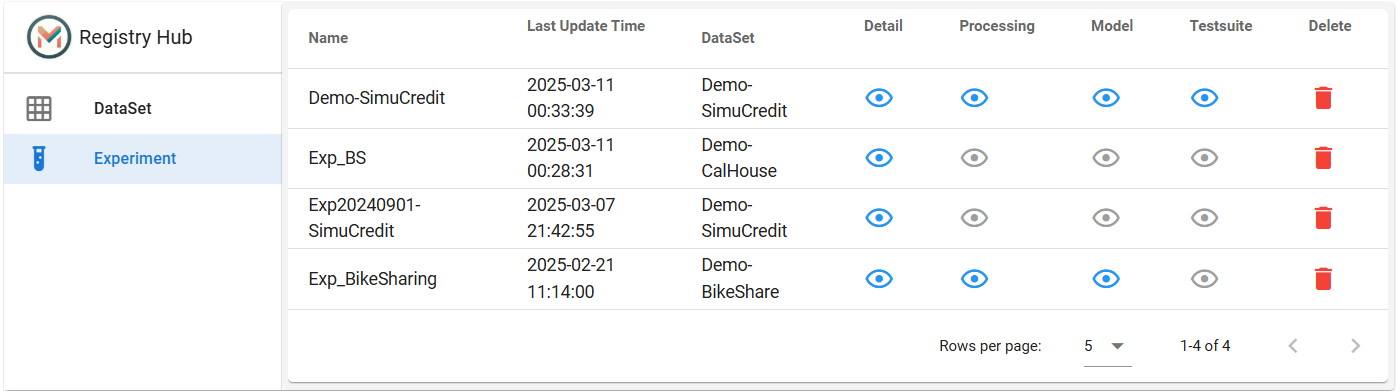 Registry Hub
DataSet
Experiment
Name Last Update Time DataSet Detail Processing Model Testsuite Delete
Demo-SimuCredit 2025-03-11 Demo-
00:33:39 SimuCredit
Exp_BS 2025-03-11 Demo-
00:28:31 CalHouse
Exp20240901- 2025-03-07 Demo-
SimuCredit 21:42:55 SimuCredit
Exp_BikeSharing 2025-02-21 Demo-
11:14:00 BikeShare
Rows per page: 5 1-4 of 4